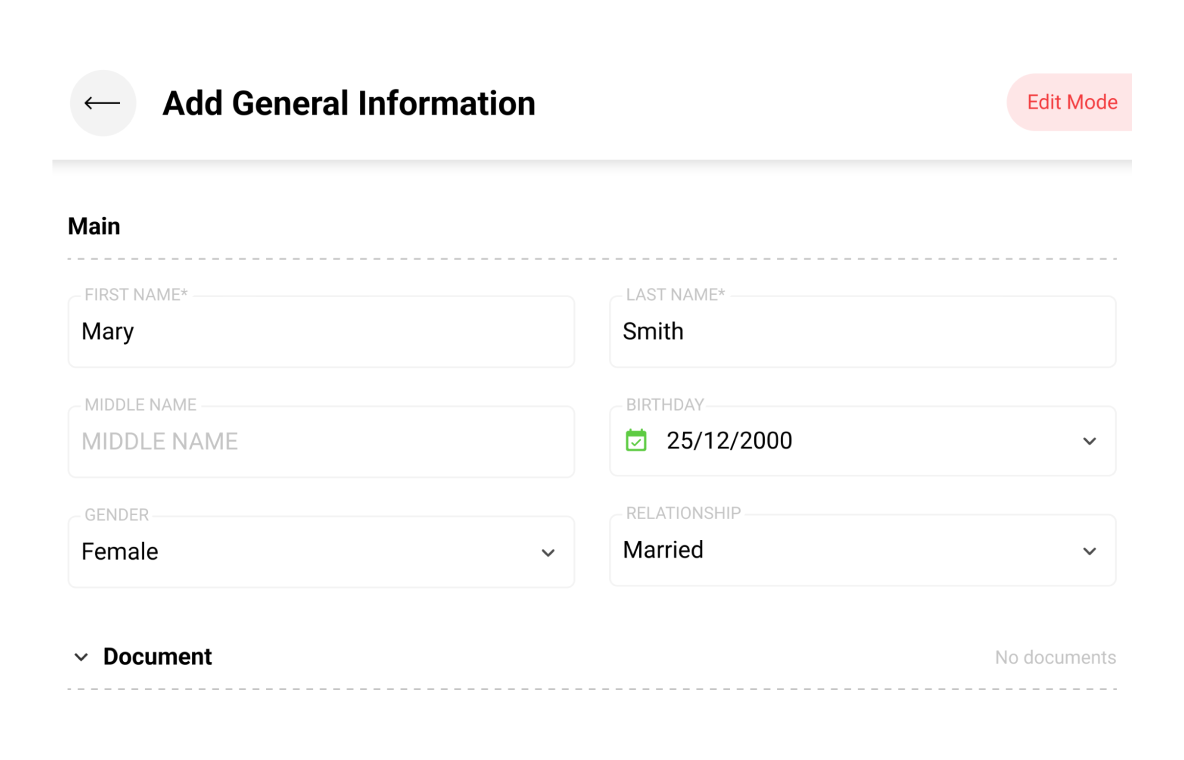 Add General Information
Edit Mode
Main
FIRST NAME*
Mary
LAST NAME*
Smith
MIDDLE NAME
MIDDLE NAME
BIRTHDAY
25/12/2000
GENDER
Female
RELATIONSHIP
Married
Document
No documents